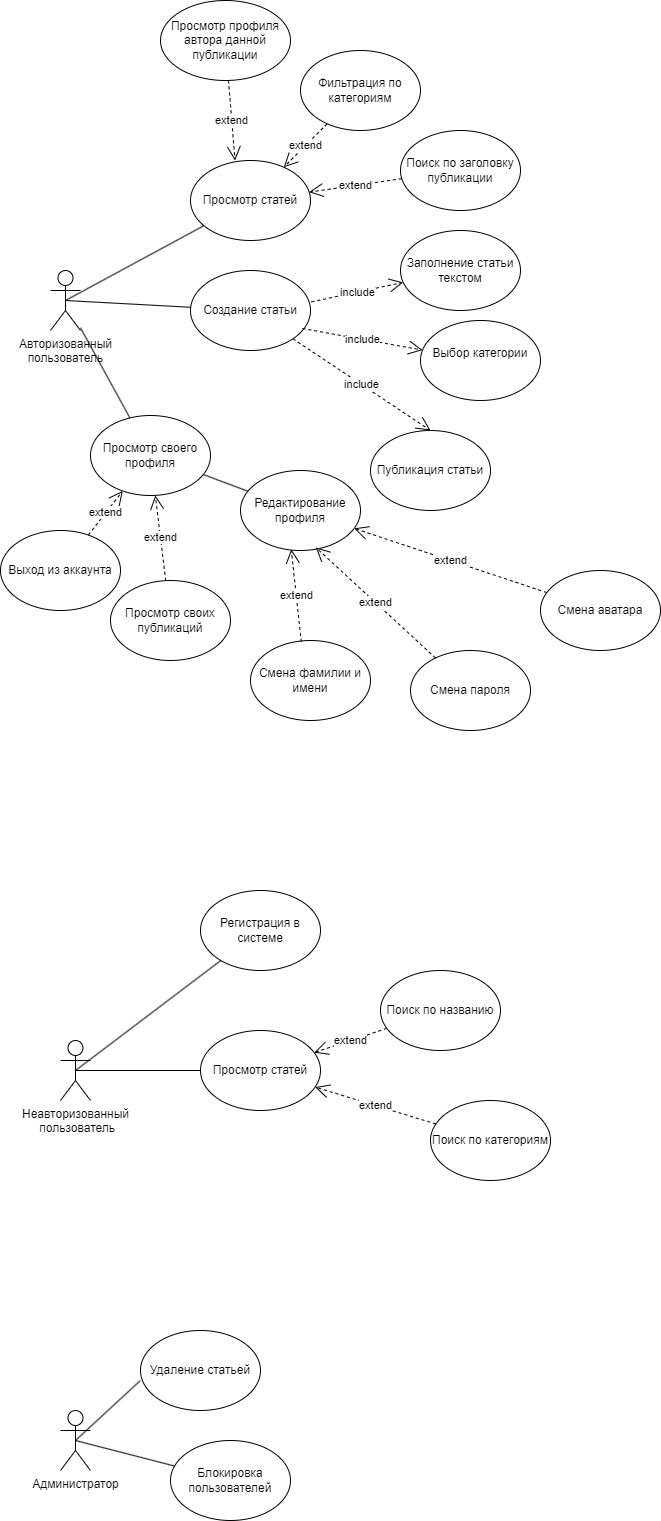 Просмотр профиля
автора данной
публикации
Фильтрация по
категориям
extend
extend
Поиск по заголовку
публикации
extend
Просмотр статей
Заполнение статьи
текстом
include
Создание статьи
Авторизованный
пользователь
include
Выбор категории
include
Просмотр своего
профиля
Публикация статьи
Редактирование
профиля
extend
extend
Выход из аккаунта
extend
Просмотр своих
публикаций
extend
extend
Смена аватара
Смена фамилии и
имени
Смена пароля
Регистрация в
системе
Поиск по названию
extend
Просмотр статей
Неавторизованный
пользователь
extend
Поиск по категориям
Удаление статьей
Администратор
Блокировка
пользователей